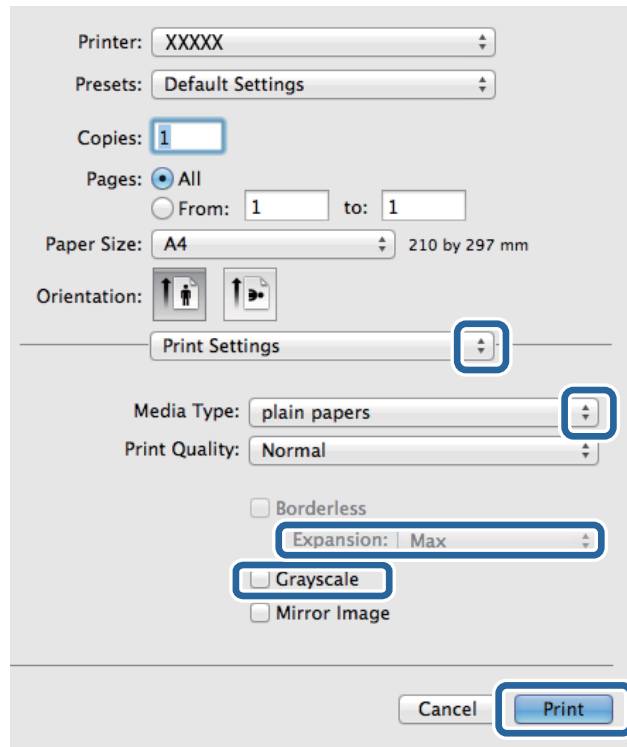 Printer: XXXXX
Presets: Default Settings
Copies: 1
Pages: All
From: 1 to: 1
Paper Size: A4 210 by 297 mm
Orientation:
Print Settings
Media Type: plain papers
Print Quality: Normal
Borderless
Expansion: Max
Grayscale
Mirror Image
Cancel Print